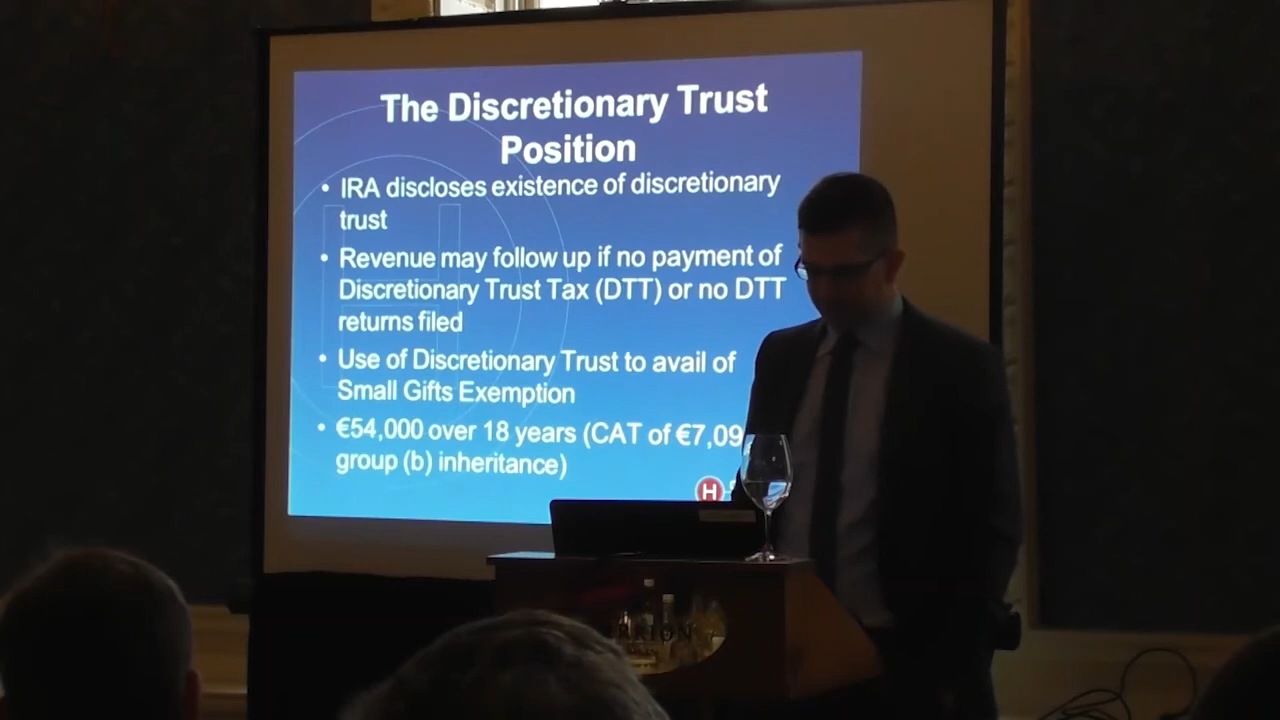 The Discretionary Trust
Position
• IRA discloses existence of discretionary
trust
• Revenue may follow up if no payment of
Discretionary Trust Tax (DTT) or no DTT
returns filed
• Use of Discretionary Trust to avail of
Small Gifts Exemption
• €54,000 over 18 years (CAT of €7,09
group (b) inheritance)
H